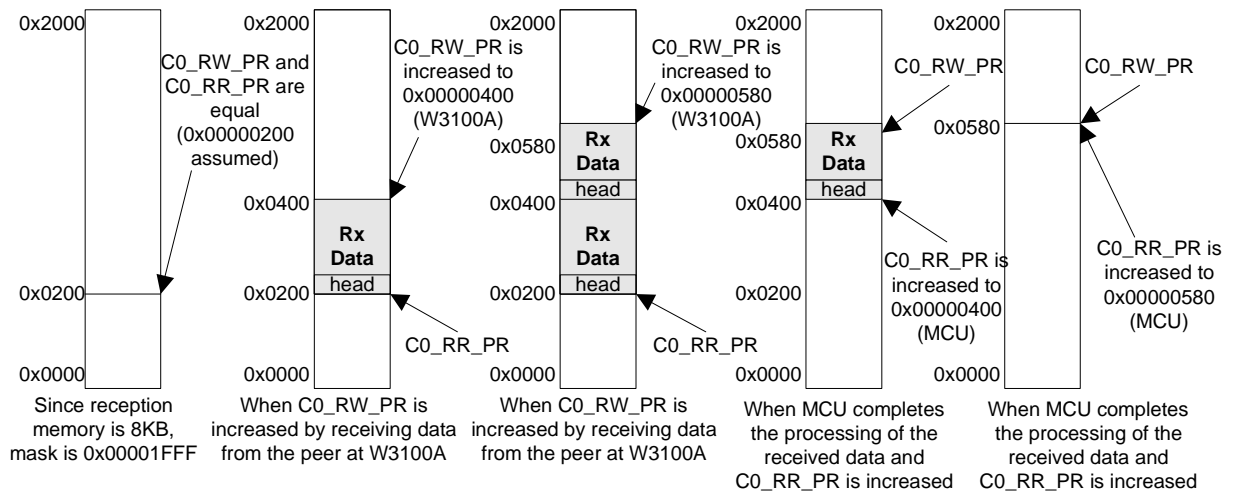 0x2000
C0_RW_PR and
C0_RR_PR are
equal
(0x00000200
assumed)
0x0200
0x0000
Since reception
memory is 8KB,
mask is 0x00001FFF
0x2000
C0_RW_PR is
increased to
0x00000400
(W3100A)
0x0400
Rx
Data
head
0x0200
C0_RR_PR
0x0000
When C0_RW_PR is
increased by receiving data
from the peer at W3100A
0x2000
C0_RW_PR is
increased to
0x00000580
(W3100A)
0x0580
Rx
Data
head
0x0400
Rx
Data
head
0x0200
C0_RR_PR
0x0000
When C0_RW_PR is
increased by receiving data
from the peer at W3100A
0x2000
C0_RW_PR
0x0580
Rx
Data
head
0x0400
C0_RR_PR is
increased to
0x00000400
(MCU)
0x0200
0x0000
When MCU completes
the processing of the
received data and
C0_RR_PR is increased
0x2000
C0_RW_PR
0x0580
C0_RR_PR is
increased to
0x00000580
(MCU)
0x0400
0x0200
0x0000
When MCU completes
the processing of the
received data and
C0_RR_PR is increased